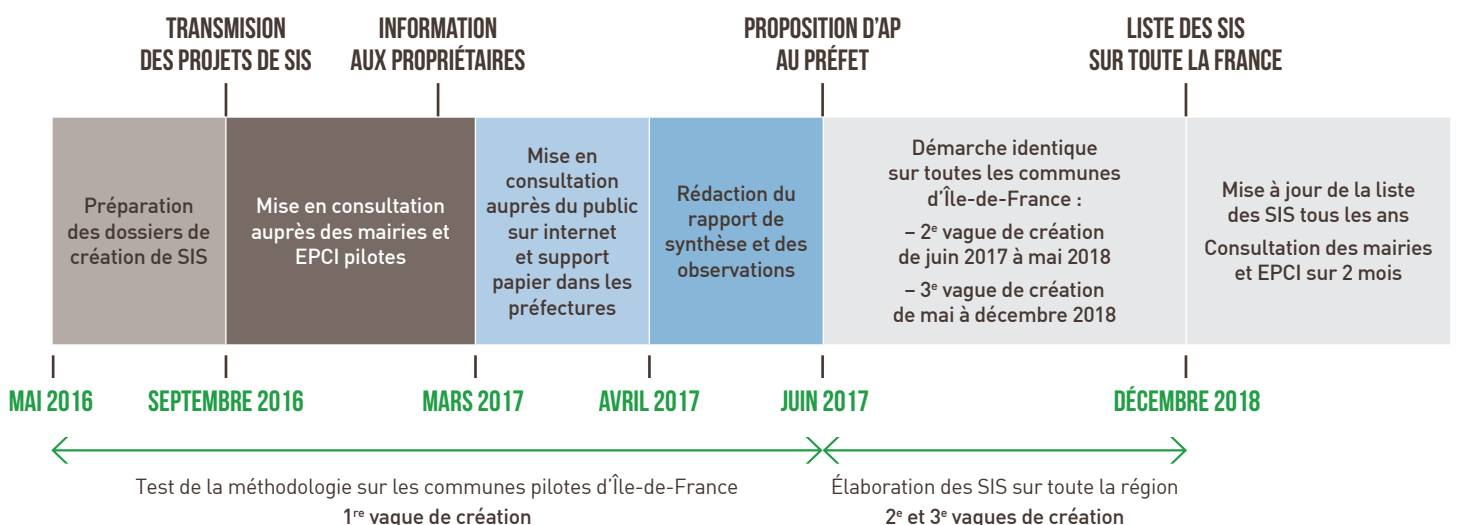 TRANSMISION
DES PROJETS DE SIS
INFORMATION
AUX PROPRIÉTAIRES
PROPOSITION D'AP
AU PRÉFET
LISTE DES SIS
SUR TOUTE LA FRANCE
Préparation
des dossiers de
création de SIS
Mise en consultation
auprès des mairies et
EPCI pilotes
Mise en
consultation
auprès du public
sur internet
et support
papier dans les
préfectures
Rédaction du
rapport de
synthèse et des
observations
Démarche identique
sur toutes les communes
d'Île-de-France :
– 2e vague de création
de juin 2017 à mai 2018
– 3e vague de création
de mai à décembre 2018
Mise à jour de la liste
des SIS tous les ans
Consultation des mairies
et EPCI sur 2 mois
MAI 2016
SEPTEMBRE 2016
MARS 2017
AVRIL 2017
JUIN 2017
DÉCEMBRE 2018
Test de la méthodologie sur les communes pilotes d'Île-de-France
1re vague de création
Élaboration des SIS sur toute la région
2e et 3e vagues de création